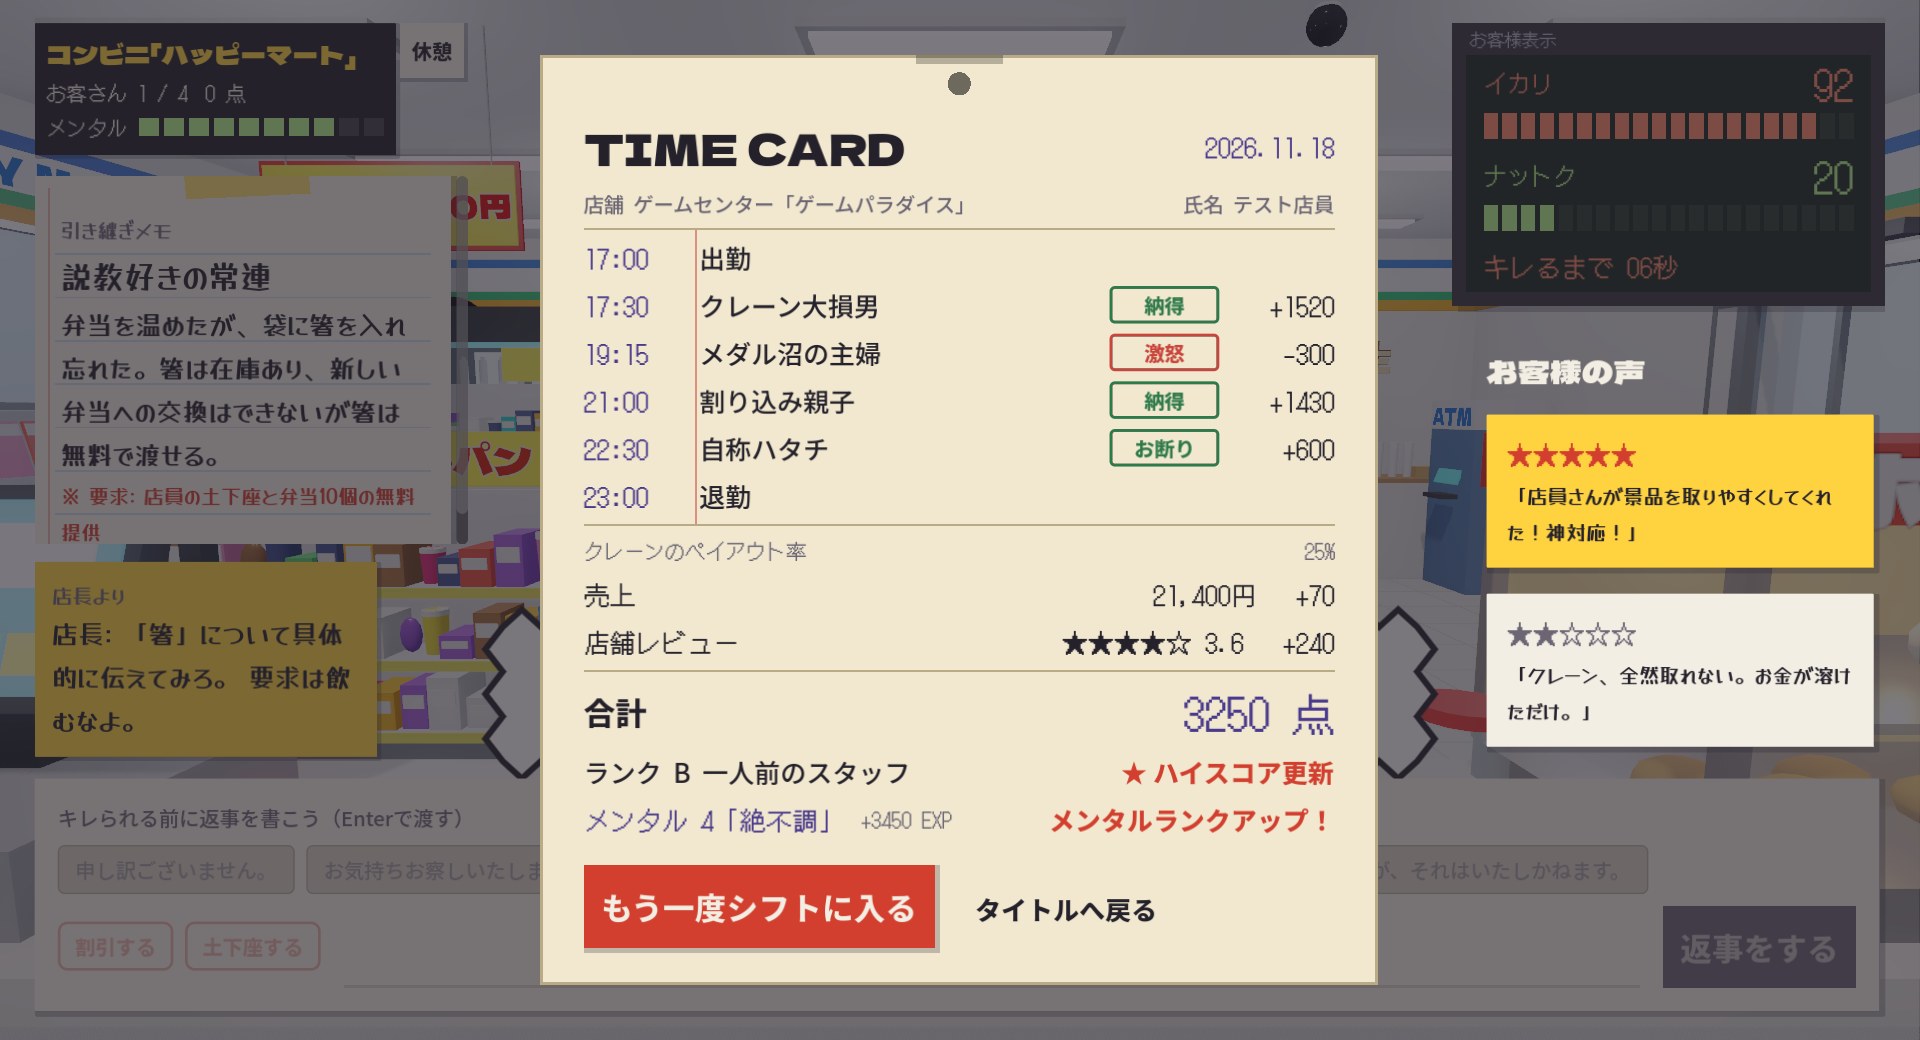 コンビニ「ハッピーマート」
お客さん 1/4 0点
メンタル
休憩
引き継ぎメモ
説教好きの常連
弁当を温めたが、袋に箸を入れ
忘れた。箸は在庫あり、新しい
弁当への交換はできないが箸は
無料で渡せる。
※ 要求: 店員の土下座と弁当10個の無料
提供
店長より
店長: 「箸」について具体
的に伝えてみろ。 要求は飲
むなよ。
0円
パン
TIME CARD
2026.11.18
店舗 ゲームセンター「ゲームパラダイス」
氏名 テスト店員
17:00 出勤
17:30 クレーン大損男 納得 +1520
19:15 メダル沼の主婦 激怒 -300
21:00 割り込み親子 納得 +1430
22:30 自称ハタチ お断り +600
23:00 退勤
クレーンのペイアウト率 25%
売上 21,400円 +70
店舗レビュー ★★★★☆ 3.6 +240
合計 3250 点
ランク B 一人前のスタッフ ★ ハイスコア更新
メンタル 4「絶不調」 +3450 EXP メンタルランクアップ！
もう一度シフトに入る
タイトルへ戻る
お客様表示
イカリ 92
ナットク 20
キレるまで 06秒
ATM
お客様の声
★★★★★
「店員さんが景品を取りやすくしてくれ
た！神対応！」
★★☆☆☆
「クレーン、全然取れない。お金が溶け
ただけ。」
キレられる前に返事を書こう（Enterで渡す）
申し訳ございません。
お気持ちお察しいたしま
が、それはいたしかねます。
割引する
土下座する
返事をする